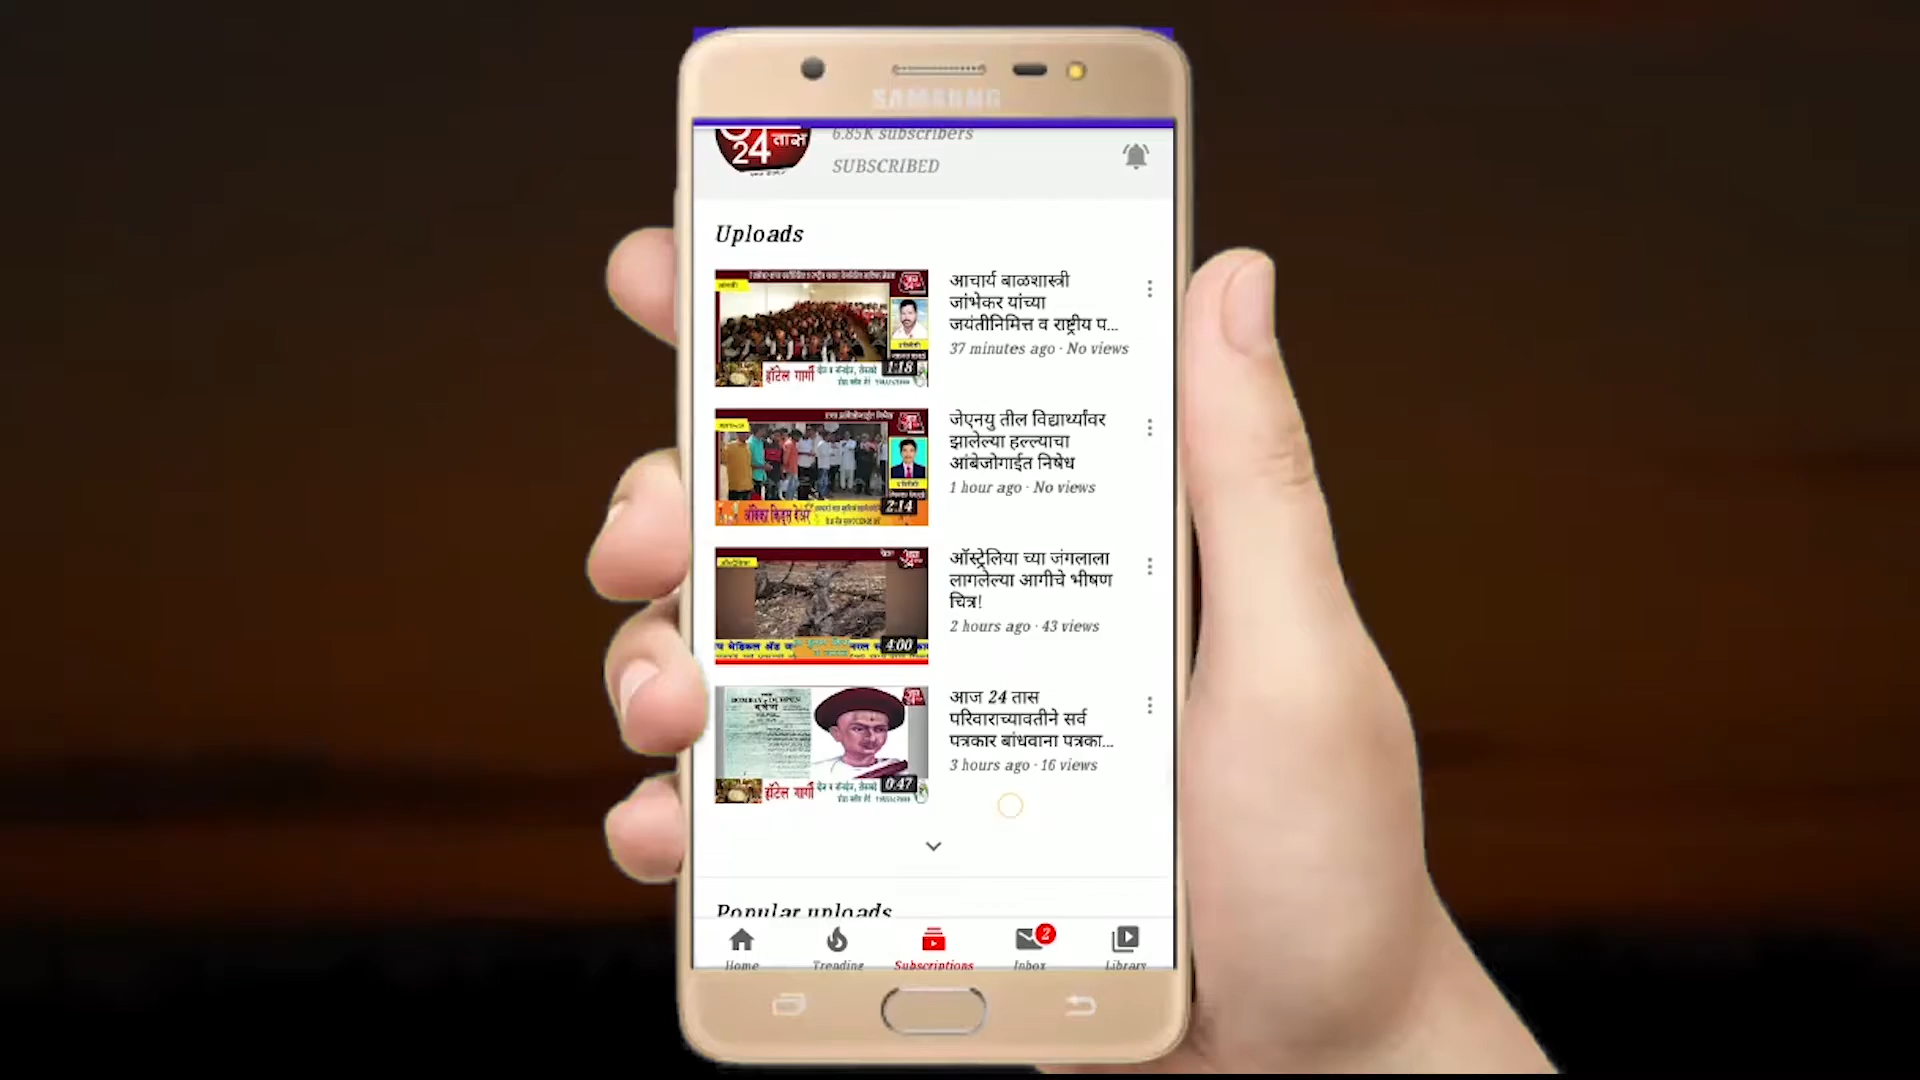 SAMSUNG
24 तास
6.85K subscribers
SUBSCRIBED
Uploads
आचार्य बाळशास्त्री
जांभेकर यांच्या
जयंतीनिमित्त व राष्ट्रीय प...
37 minutes ago · No views
हॉटेल गार्गी
1:18
जेएनयु तील विद्यार्थ्यांवर
झालेल्या हल्ल्याचा
आंबेजोगाईत निषेध
1 hour ago · No views
2:14
ऑस्ट्रेलिया च्या जंगलाला
लागलेल्या आगीचे भीषण
चित्र!
2 hours ago · 43 views
4:00
आज 24 तास
परिवाराच्यावतीने सर्व
पत्रकार बांधवाना पत्रका...
3 hours ago · 16 views
हॉटेल गार्गी
0:47
Popular uploads
2
Home Trending Subscriptions Inbox Library